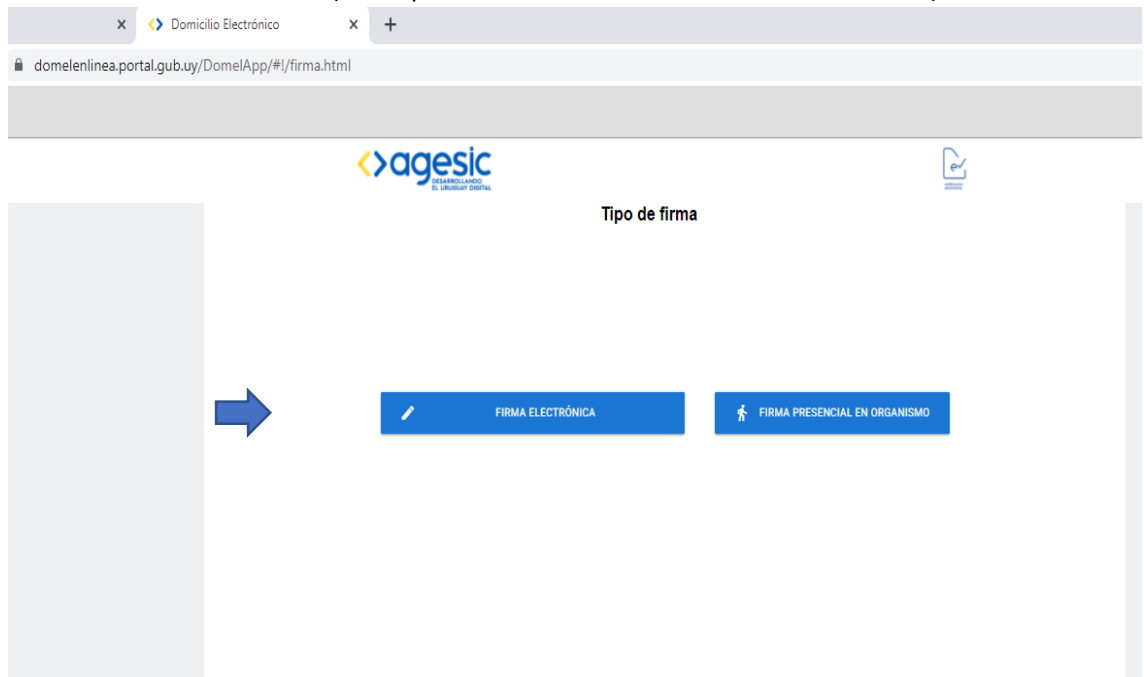 Domicilio Electrónico
domelenlinea.portal.gub.uy/DomelApp/#!/firma.html
agesic
DESARROLLANDO
EL URUGUAY DIGITAL
Tipo de firma
FIRMA ELECTRÓNICA
FIRMA PRESENCIAL EN ORGANISMO